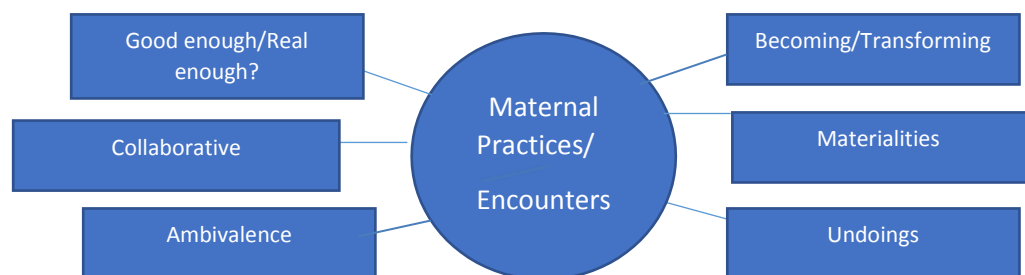 Good enough/Real
enough?
Collaborative
Ambivalence
Maternal
Practices/
Encounters
Becoming/Transforming
Materialities
Undoings